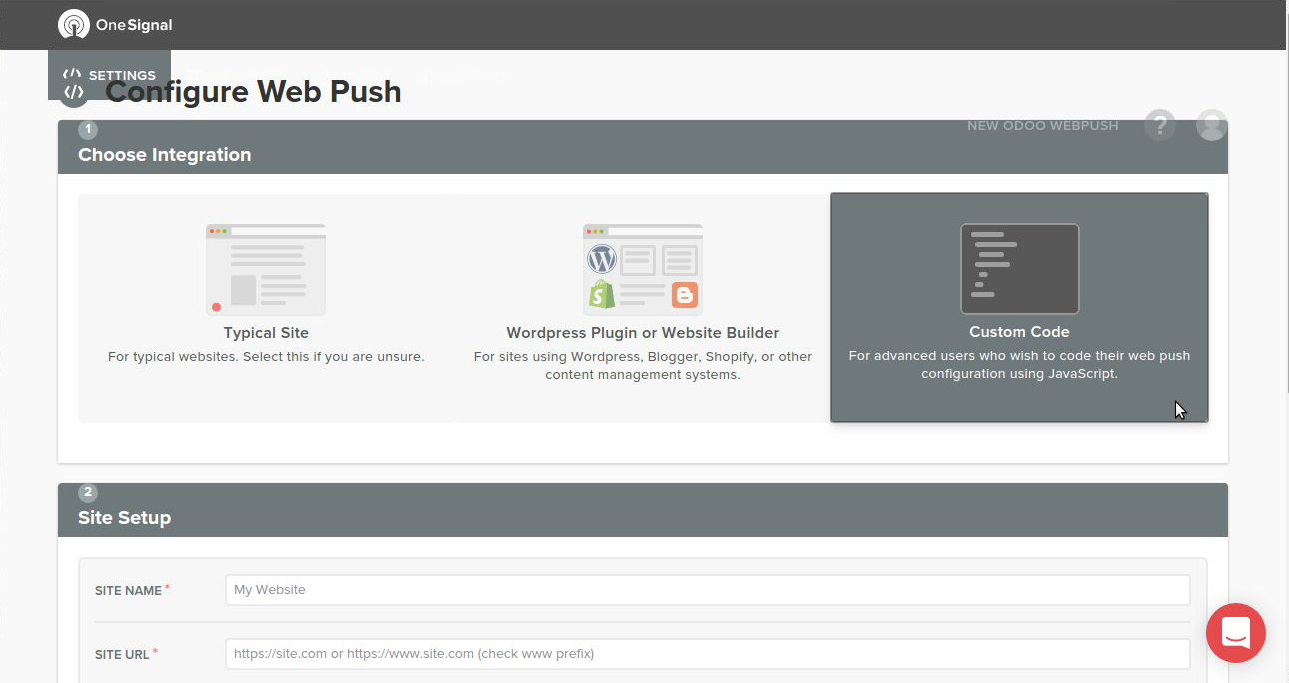 OneSignal
SETTINGS
Configure Web Push
NEW ODOO WEBPUSH
?
1
Choose Integration
Typical Site
For typical websites. Select this if you are unsure.
Wordpress Plugin or Website Builder
For sites using Wordpress, Blogger, Shopify, or other
content management systems.
Custom Code
For advanced users who wish to code their web push
configuration using JavaScript.
2
Site Setup
SITE NAME *
My Website
SITE URL *
https://site.com or https://www.site.com (check www prefix)